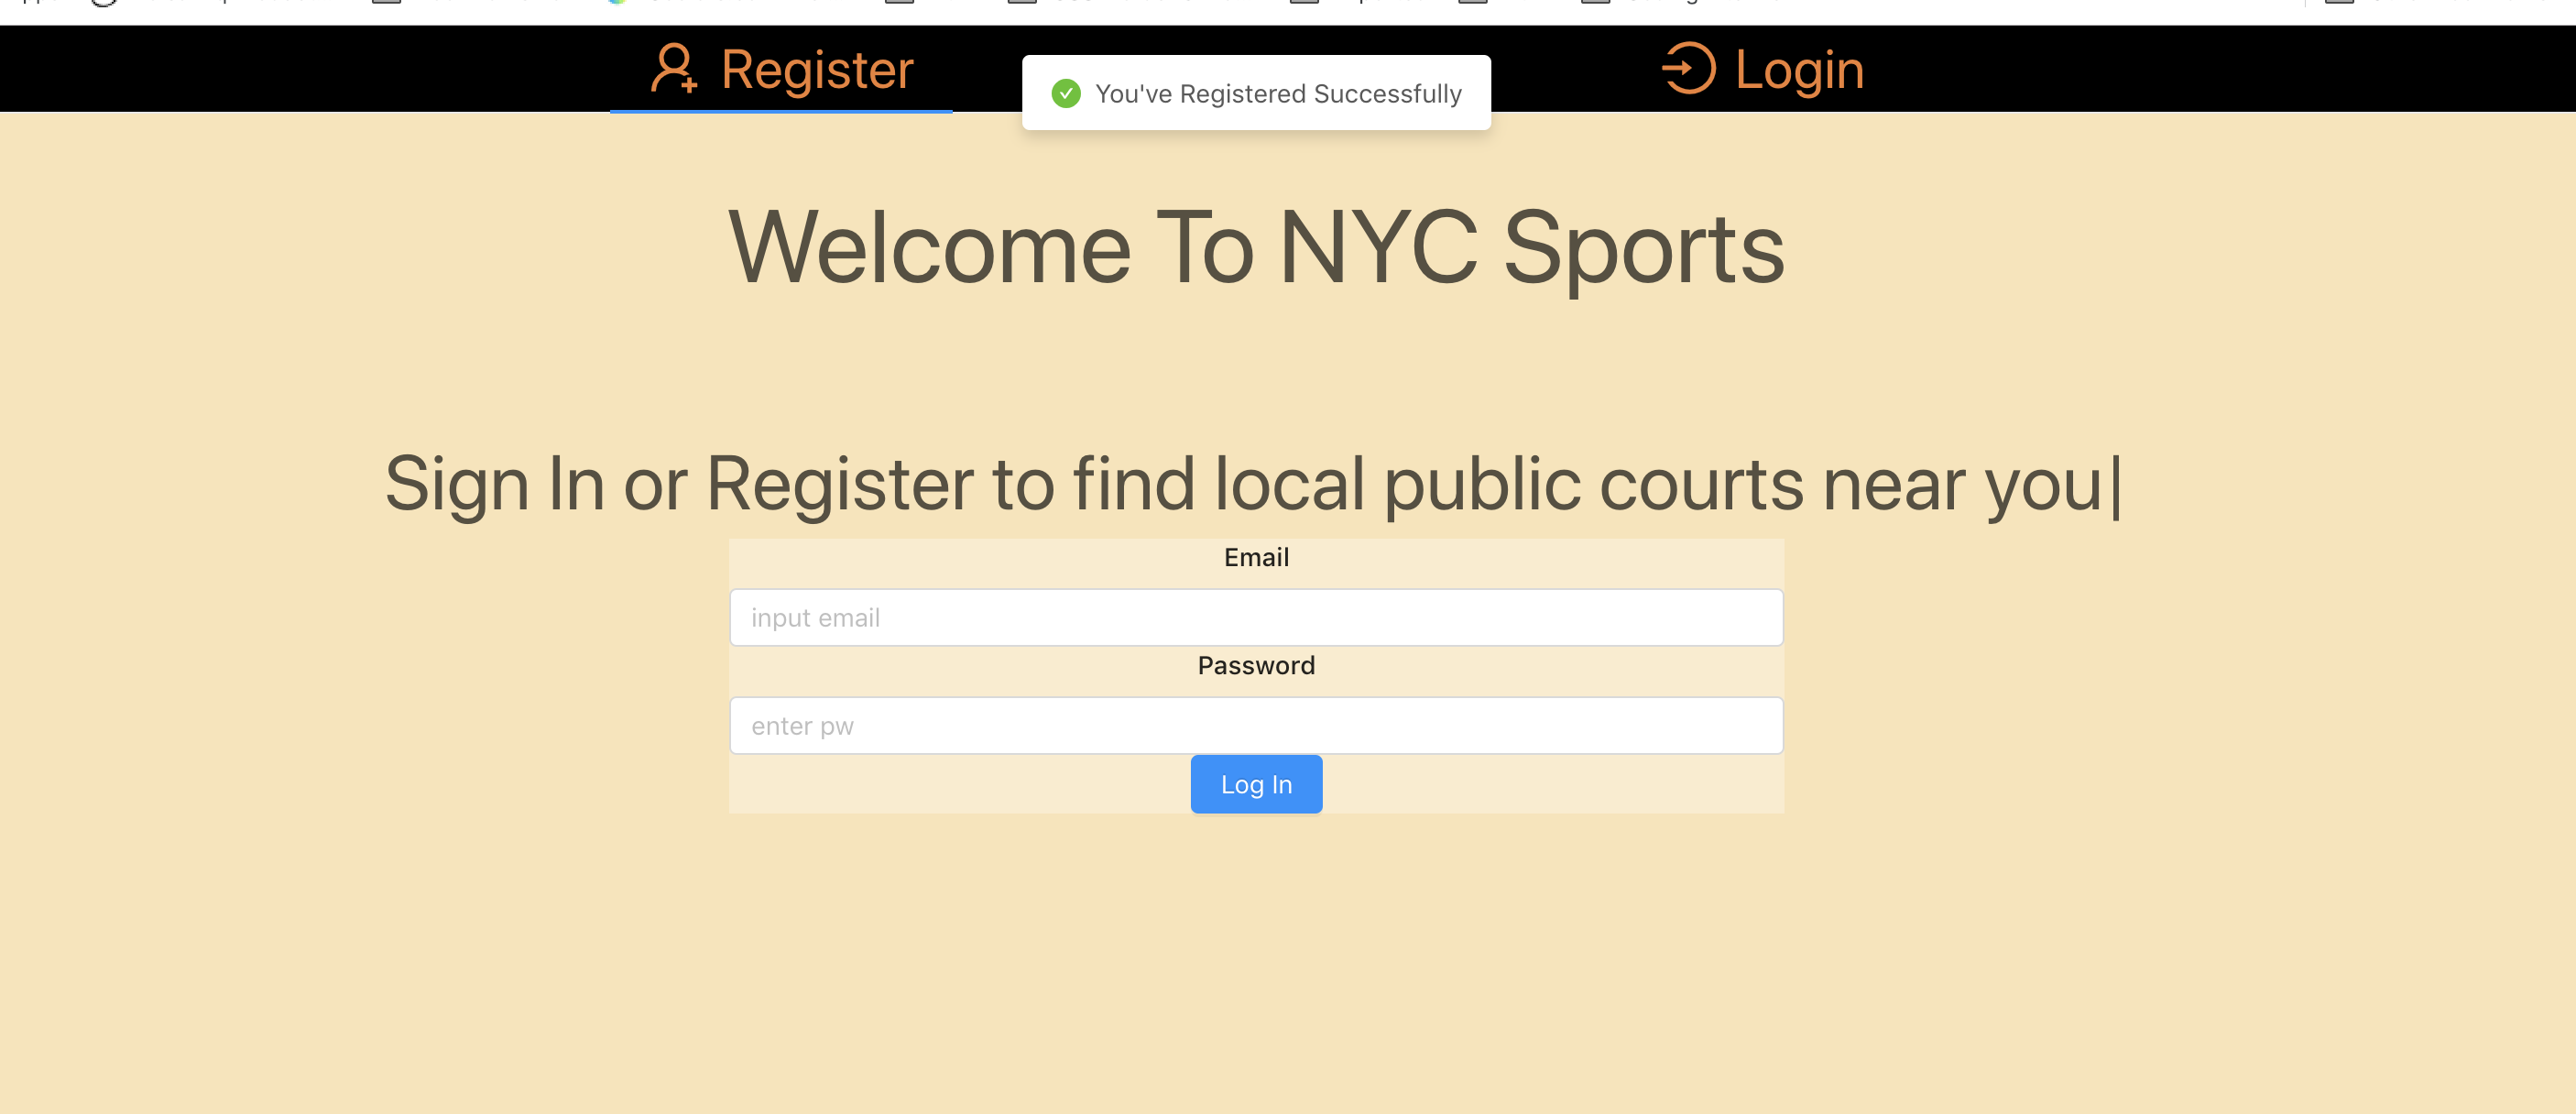 Register
You've Registered Successfully
Login
Welcome To NYC Sports
Sign In or Register to find local public courts near you|
Email
input email
Password
enter pw
Log In